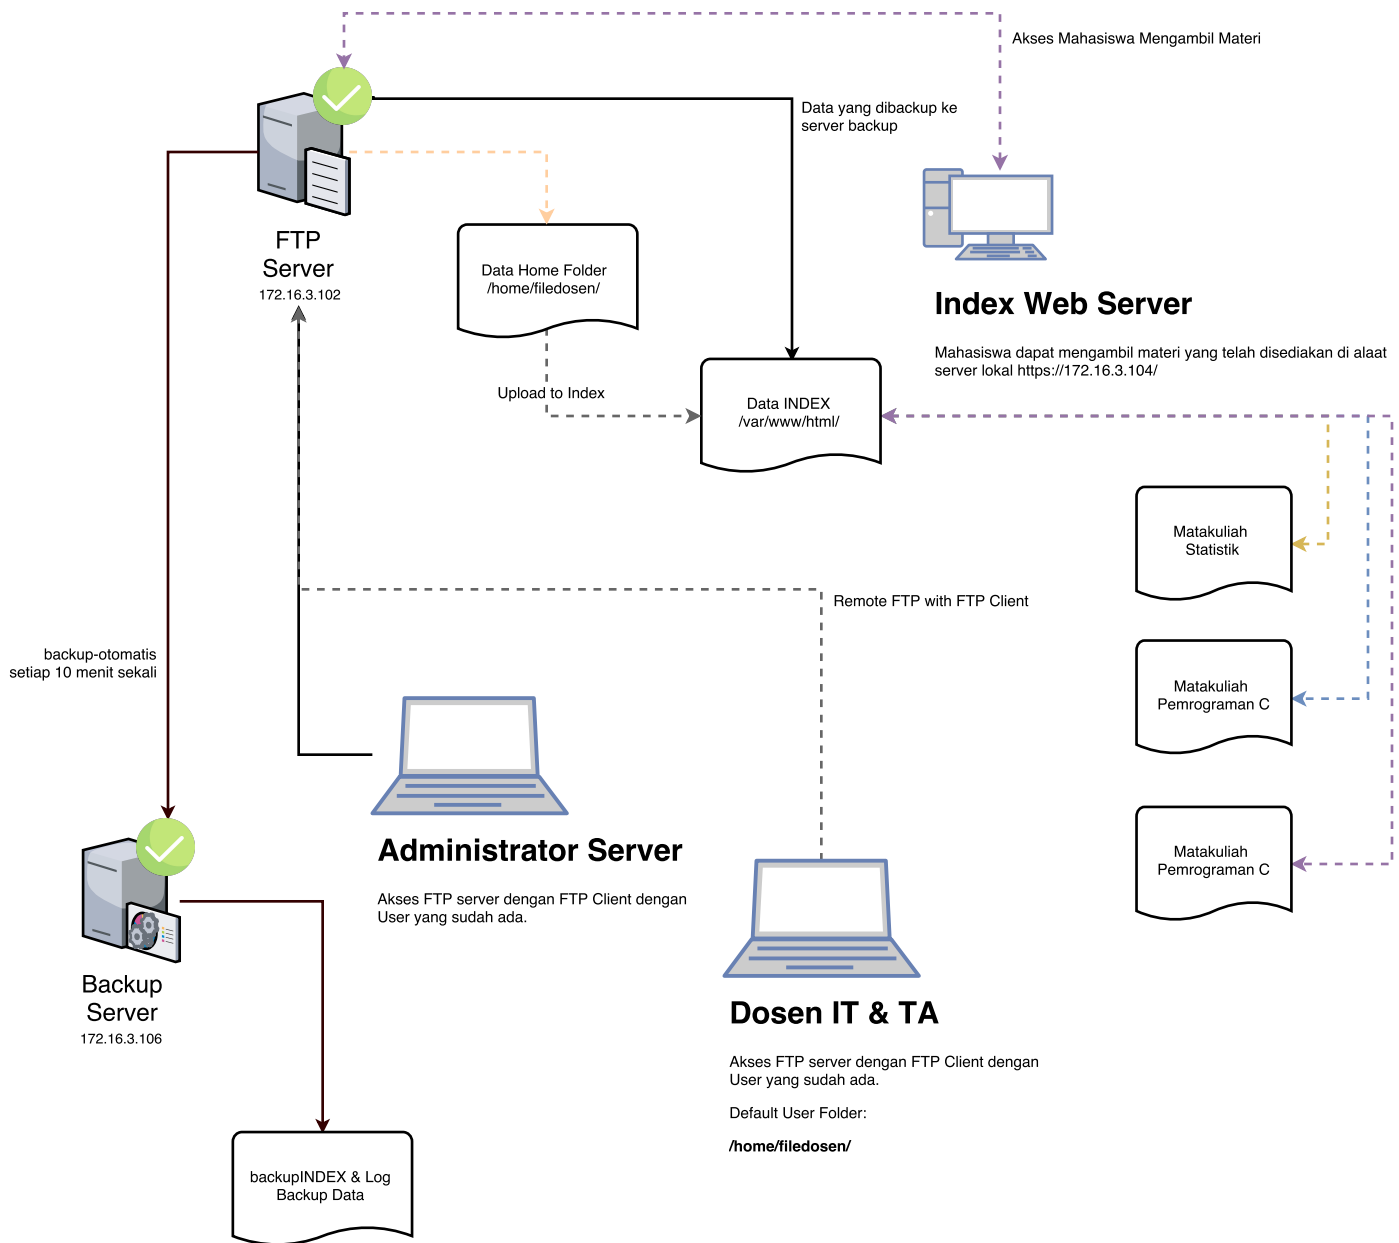 Akses Mahasiswa Mengambil Materi
Data yang dibackup ke
server backup
FTP
Server
172.16.3.102
Data Home Folder
/home/filedosen/
Index Web Server
Mahasiswa dapat mengambil materi yang telah disediakan di alaat
server lokal https://172.16.3.104/
Upload to Index
Data INDEX
/var/www/html/
Matakuliah
Statistik
Remote FTP with FTP Client
backup-otomatis
setiap 10 menit sekali
Matakuliah
Pemrograman C
Administrator Server
Akses FTP server dengan FTP Client dengan
User yang sudah ada.
Matakuliah
Pemrograman C
Backup
Server
172.16.3.106
Dosen IT & TA
Akses FTP server dengan FTP Client dengan
User yang sudah ada.
Default User Folder:
/home/filedosen/
backupINDEX & Log
Backup Data